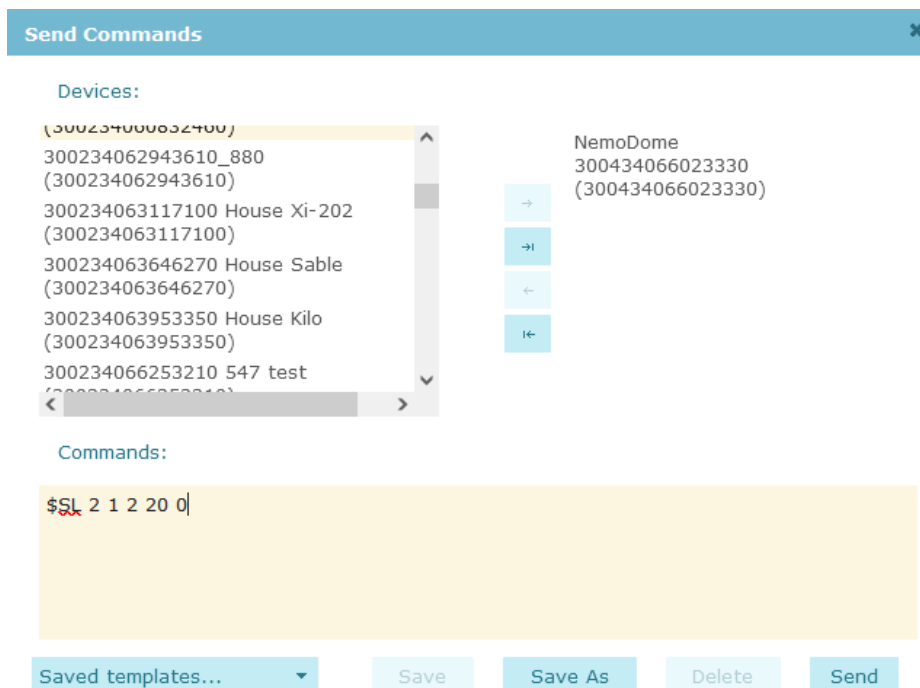 Send Commands
Devices:
(300234060832460)
300234062943610_880
(300234062943610)
300234063117100 House Xi-202
(300234063117100)
300234063646270 House Sable
(300234063646270)
300234063953350 House Kilo
(300234063953350)
300234066253210 547 test
(300234066253210)
NemoDome
300434066023330
(300434066023330)
Commands:
$SL 2 1 2 20 0
Saved templates...
Save
Save As
Delete
Send